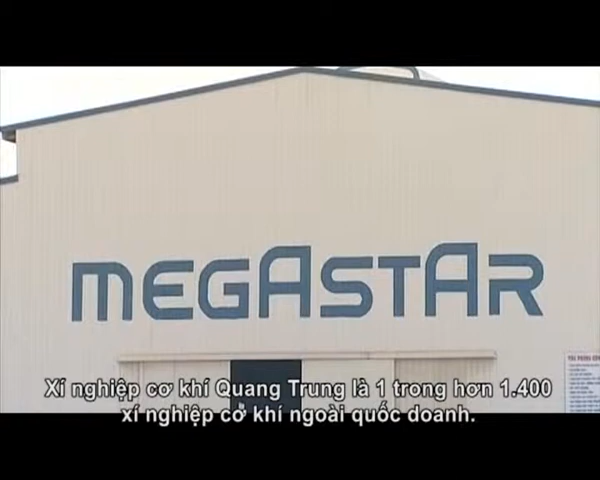 MEGASTAR
Xí nghiệp cơ khí Quang Trung là 1 trong hơn 1.400
xí nghiệp cơ khí ngoài quốc doanh.